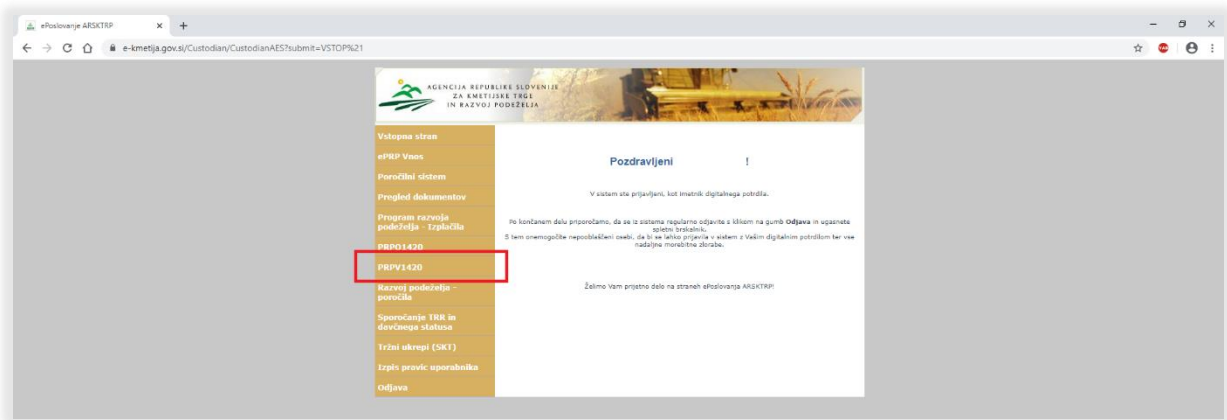 ePoslovanje ARSKTRP
e-kmetija.gov.si/Custodian/CustodianAES?submit=VSTOP%21
AGENCIJA REPUBLIKE SLOVENIJE
ZA KMETIJSKE TRGE
IN RAZVOJ PODEŽELJA
Vstopna stran
ePRP Vnos
Poročilni sistem
Pregled dokumentov
Program razvoja
podeželja - Izplačila
PRPO1420
PRPV1420
Razvoj podeželja -
poročila
Sporočanje TRR in
davčnega statusa
Tržni ukrepi (SKT)
Izpis pravic uporabnika
Odjava
Pozdravljeni !
V sistem ste prijavljeni, kot imetnik digitalnega potrdila.
Po končanem delu priporočamo, da se iz sistema regularno odjavite s klikom na gumb Odjava in ugasnete
spletni brskalnik.
S tem onemogočite nepooblaščeni osebi, da bi se lahko prijavila v sistem z Vašim digitalnim potrdilom ter vse
nadaljne morebitne zlorabe.
Želimo Vam prijetno delo na straneh ePoslovanja ARSKTRP!